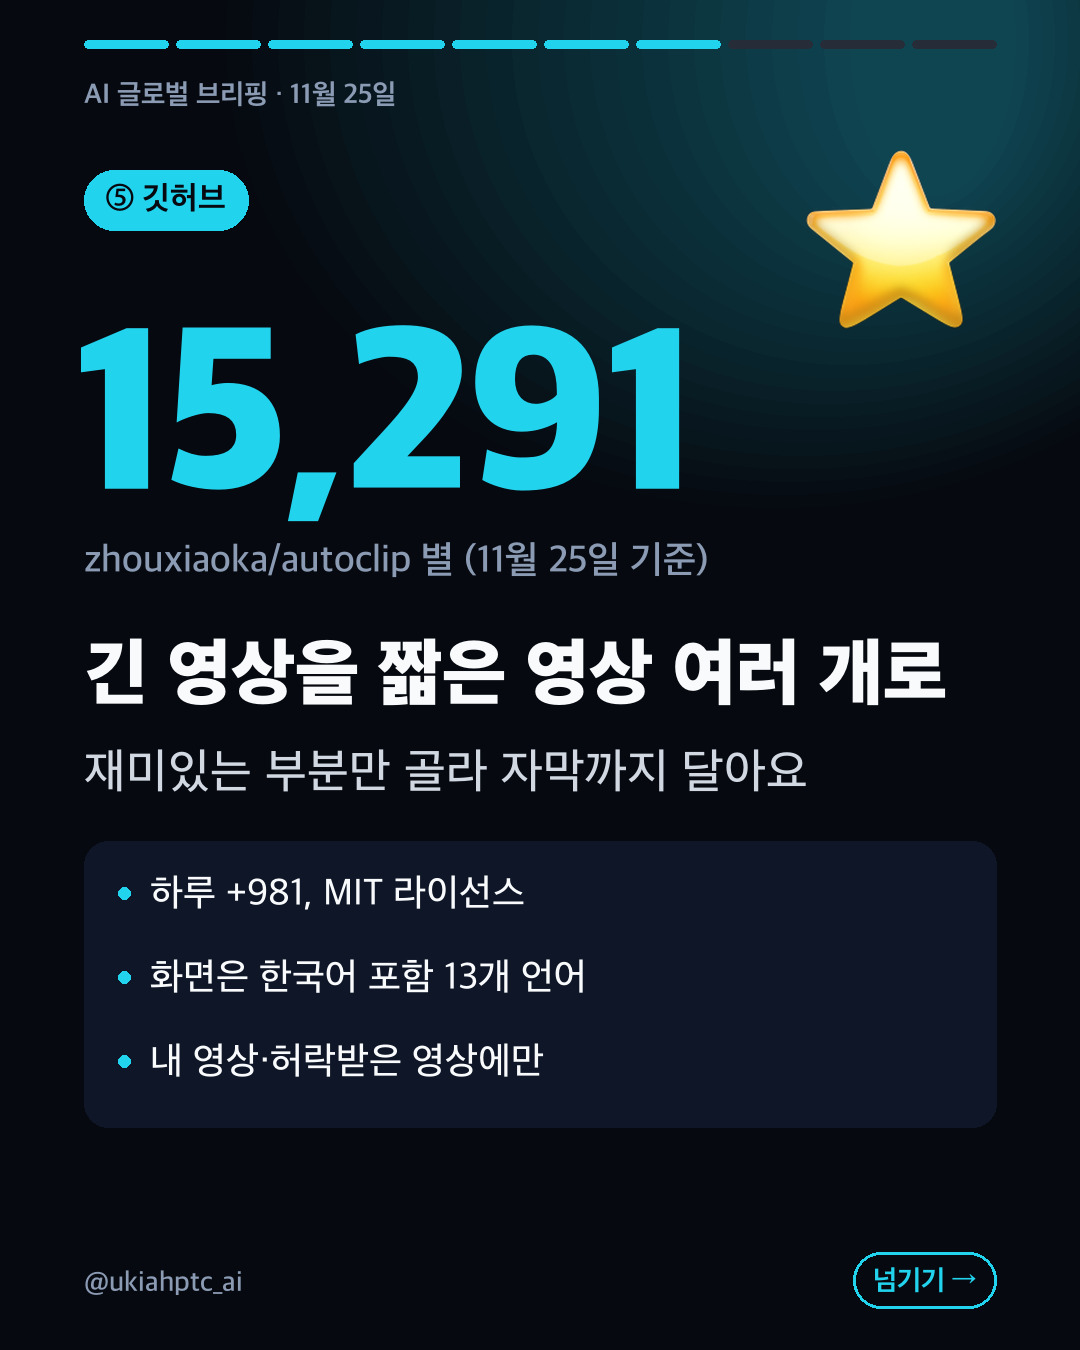 AI 글로벌 브리핑 · 11월 25일
⑤ 깃허브
15,291
zhouxiaoka/autoclip 별 (11월 25일 기준)
긴 영상을 짧은 영상 여러 개로
재미있는 부분만 골라 자막까지 달아요
• 하루 +981, MIT 라이선스
• 화면은 한국어 포함 13개 언어
• 내 영상·허락받은 영상에만
@ukiahptc_ai
넘기기 →